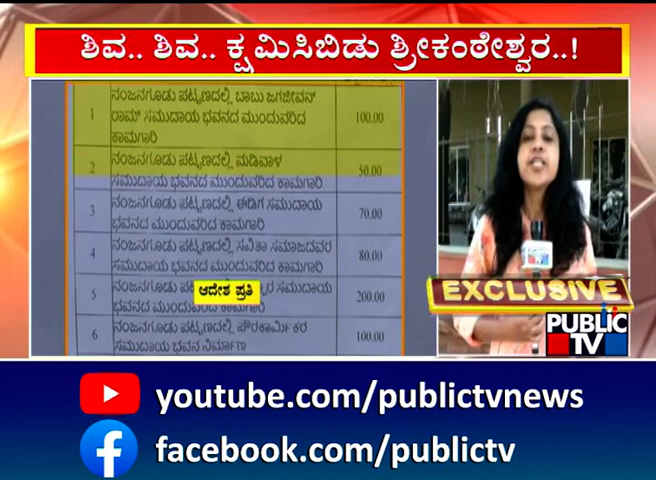 ಶಿವ.. ಶಿವ.. ಕ್ಷಮಿಸಿಬಿಡು ಶ್ರೀಕಂಠೇಶ್ವರ..!
1 ನಂಜನಗೂಡು ಪಟ್ಟಣದಲ್ಲಿ ಬಾಬು ಜಗಜೀವನ್ 100.00
ರಾಮ್ ಸಮುದಾಯ ಭವನದ ಮುಂದುವರಿದ
ಕಾಮಗಾರಿ
2 ನಂಜನಗೂಡು ಪಟ್ಟಣದಲ್ಲಿ ಮಡಿವಾಳ 50.00
ಸಮುದಾಯ ಭವನದ ಮುಂದುವರಿದ ಕಾಮಗಾರಿ
3 ನಂಜನಗೂಡು ಪಟ್ಟಣದಲ್ಲಿ ಈಡಿಗ ಸಮುದಾಯ 70.00
ಭವನದ ಮುಂದುವರಿದ ಕಾಮಗಾರಿ
4 ನಂಜನಗೂಡು ಪಟ್ಟಣದಲ್ಲಿ ಸವಿತಾ ಸಮಾಜದವರ 80.00
ಸಮುದಾಯ ಭವನದ ಮುಂದುವರಿದ ಕಾಮಗಾರಿ
5 ನಂಜನಗೂಡು ಸಮುದಾಯ 200.00
ಭವನದ ಮುಂದುವರಿದ ಕಾಮಗಾರಿ
ಆದೇಶ ಪ್ರತಿ
6 ನಂಜನಗೂಡು ಪಟ್ಟಣದಲ್ಲಿ ಪೌರಕಾರ್ಮಿಕರ 100.00
ಸಮುದಾಯ ಭವನ ನಿರ್ಮಾಣ
EXCLUSIVE
PUBLIC
TV
youtube.com/publictvnews
facebook.com/publictv